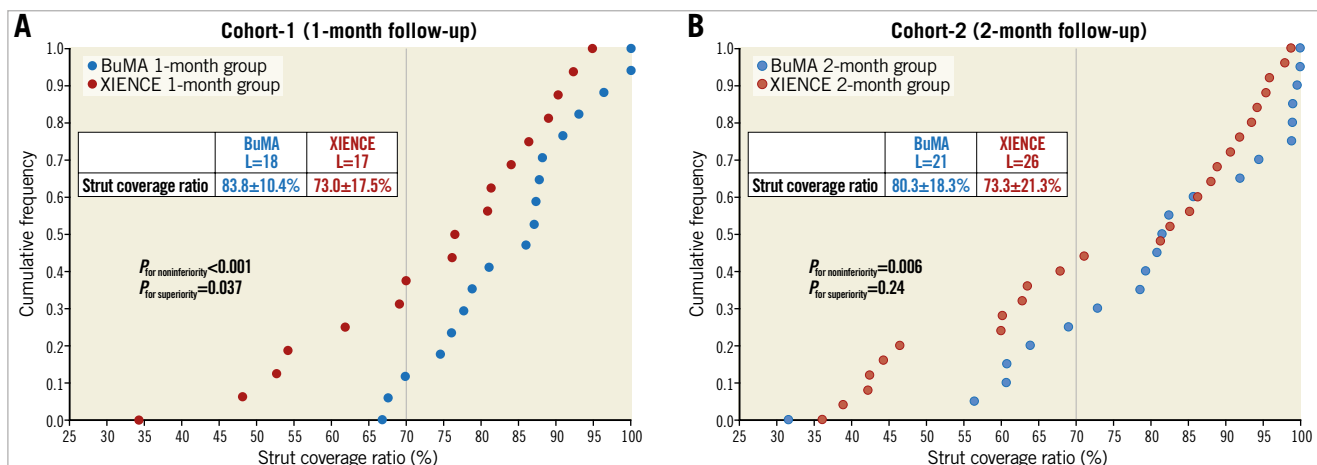 A
Cohort-1 (1-month follow-up)
1.0
0.9
0.8
0.7
0.6
0.5
0.4
0.3
0.2
0.1
0.0
Cumulative frequency
BuMA 1-month group
XIENCE 1-month group
BuMA XIENCE
L=18 L=17
Strut coverage ratio 83.8±10.4% 73.0±17.5%
P for noninferiority<0.001
P for superiority=0.037
25 30 35 40 45 50 55 60 65 70 75 80 85 90 95 100
Strut coverage ratio (%)
B
Cohort-2 (2-month follow-up)
1.0
0.9
0.8
0.7
0.6
0.5
0.4
0.3
0.2
0.1
0.0
Cumulative frequency
BuMA 2-month group
XIENCE 2-month group
BuMA XIENCE
L=21 L=26
Strut coverage ratio 80.3±18.3% 73.3±21.3%
P for noninferiority=0.006
P for superiority=0.24
25 30 35 40 45 50 55 60 65 70 75 80 85 90 95 100
Strut coverage ratio (%)